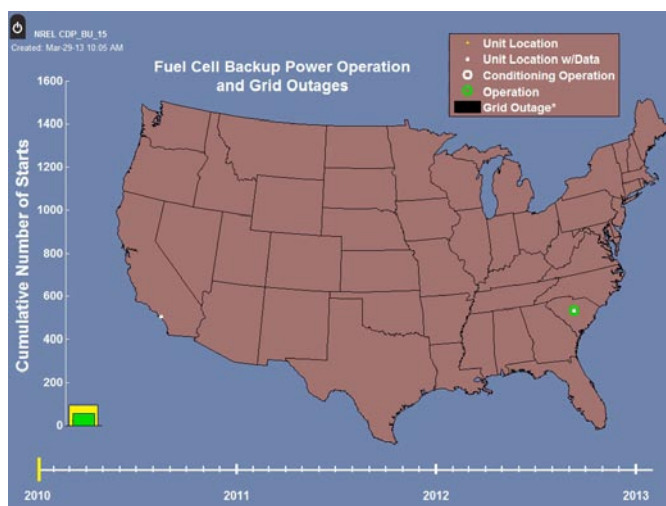 NREL CDP_BU_15
Created: Mar-29-13 10:05 AM
Fuel Cell Backup Power Operation
and Grid Outages
Unit Location
Unit Location w/Data
Conditioning Operation
Operation
Grid Outage*
Cumulative Number of Starts
1600
1400
1200
1000
800
600
400
200
0
2010
2011
2012
2013